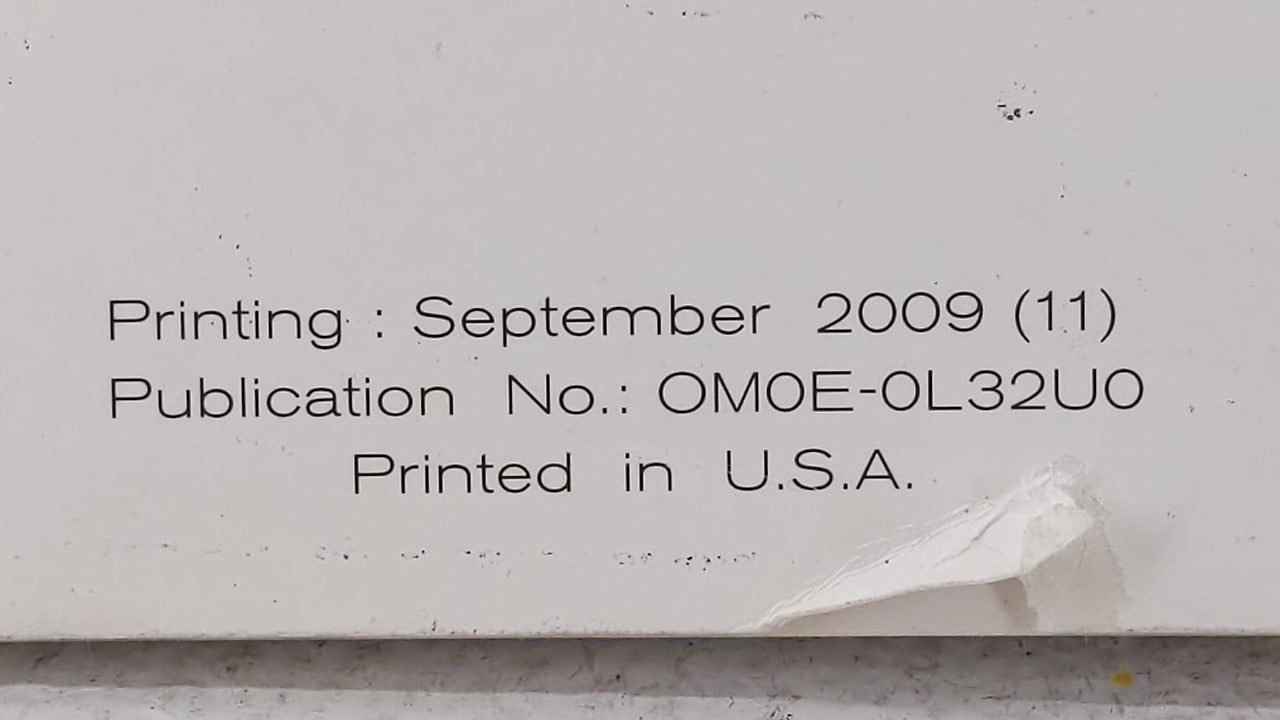 Printing : September 2009 (11)
Publication No.: OM0E-0L32U0
Printed in U.S.A.